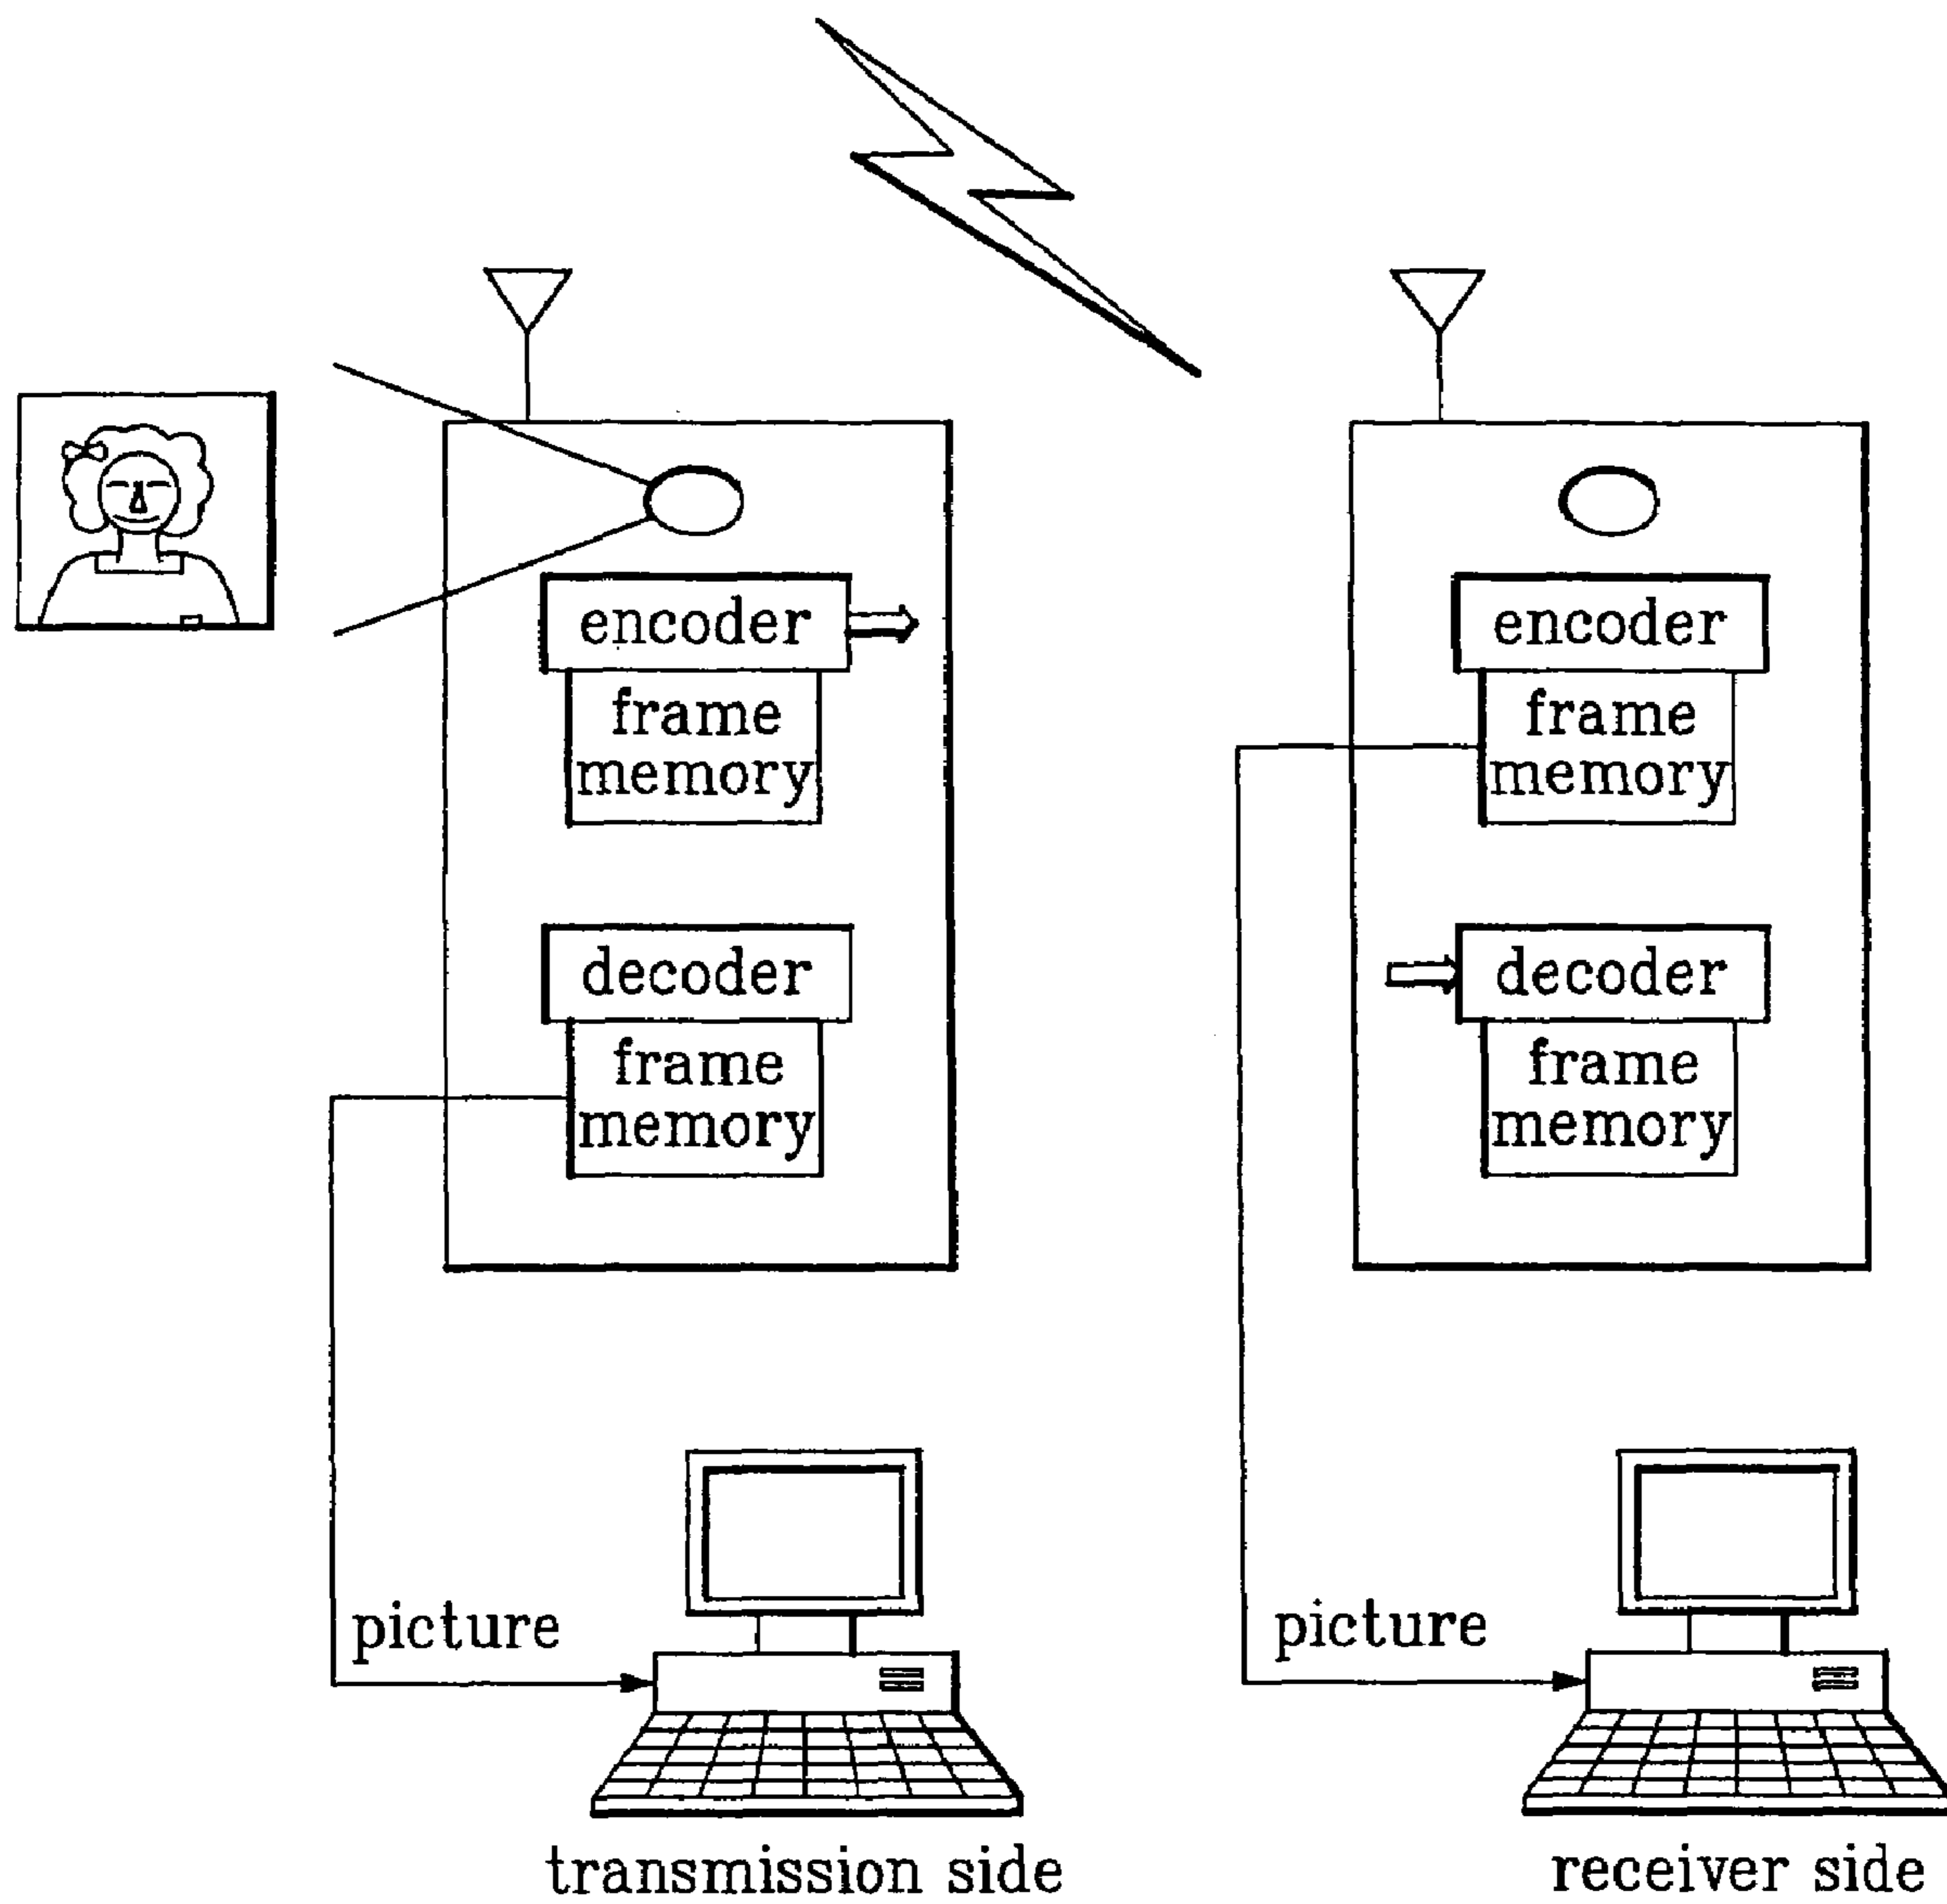 encoder
frame
memory
decoder
frame
memory
picture
transmission side
encoder
frame
memory
decoder
frame
memory
picture
receiver side